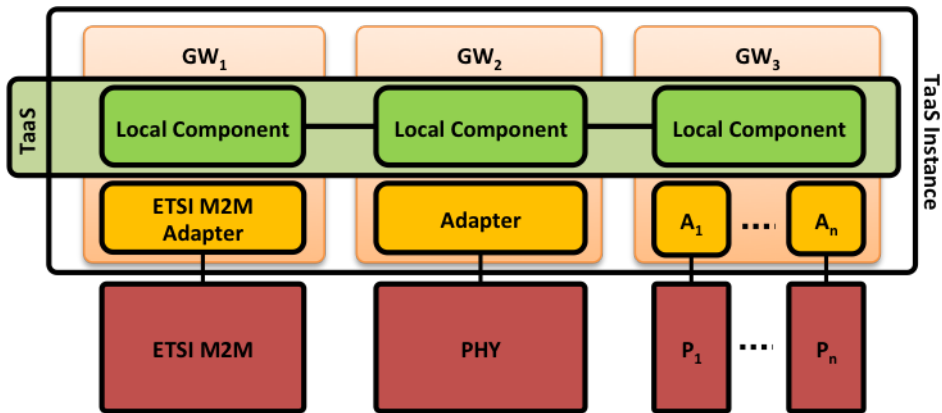 GW₁
GW₂
GW₃
TaaS
Local Component
Local Component
Local Component
TaaS Instance
ETSI M2M
Adapter
Adapter
A₁
....
Aₙ
ETSI M2M
PHY
P₁
....
Pₙ